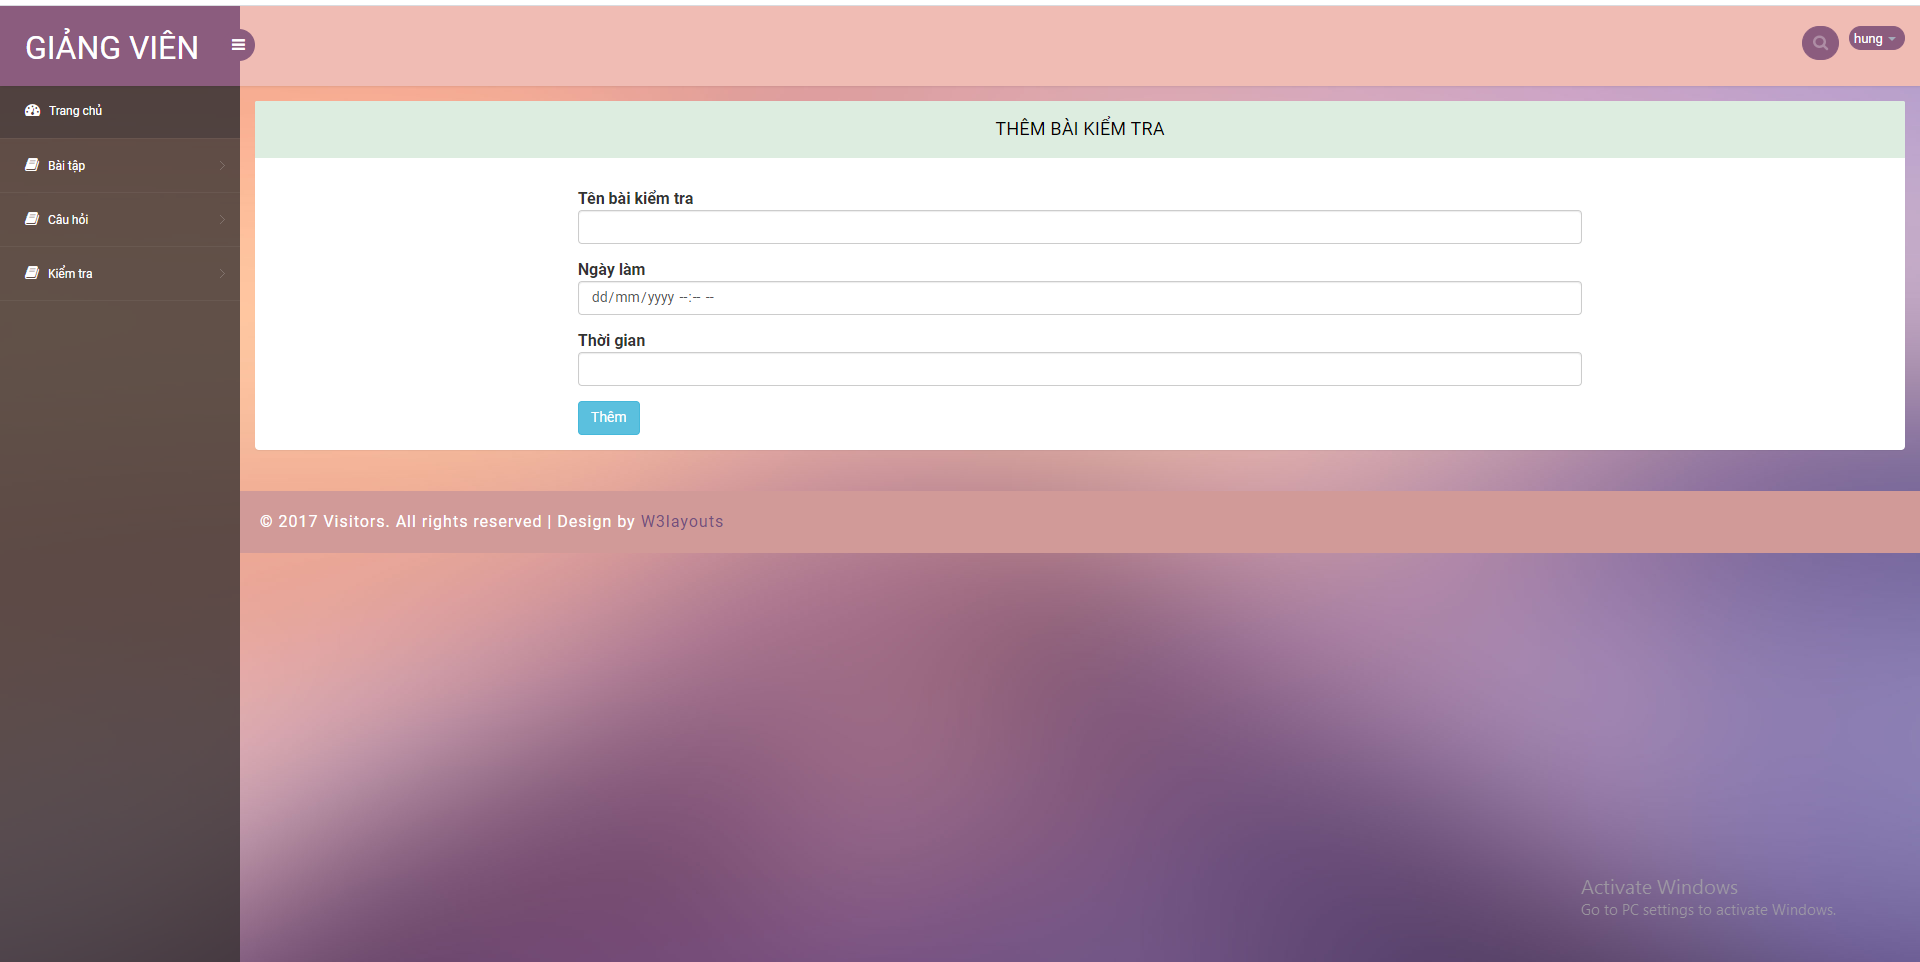 GIẢNG VIÊN
hung
Trang chủ
Bài tập
Câu hỏi
Kiểm tra
THÊM BÀI KIỂM TRA
Tên bài kiểm tra
Ngày làm
dd/mm/yyyy --:-- --
Thời gian
Thêm
© 2017 Visitors. All rights reserved | Design by W3layouts
Activate Windows
Go to PC settings to activate Windows.